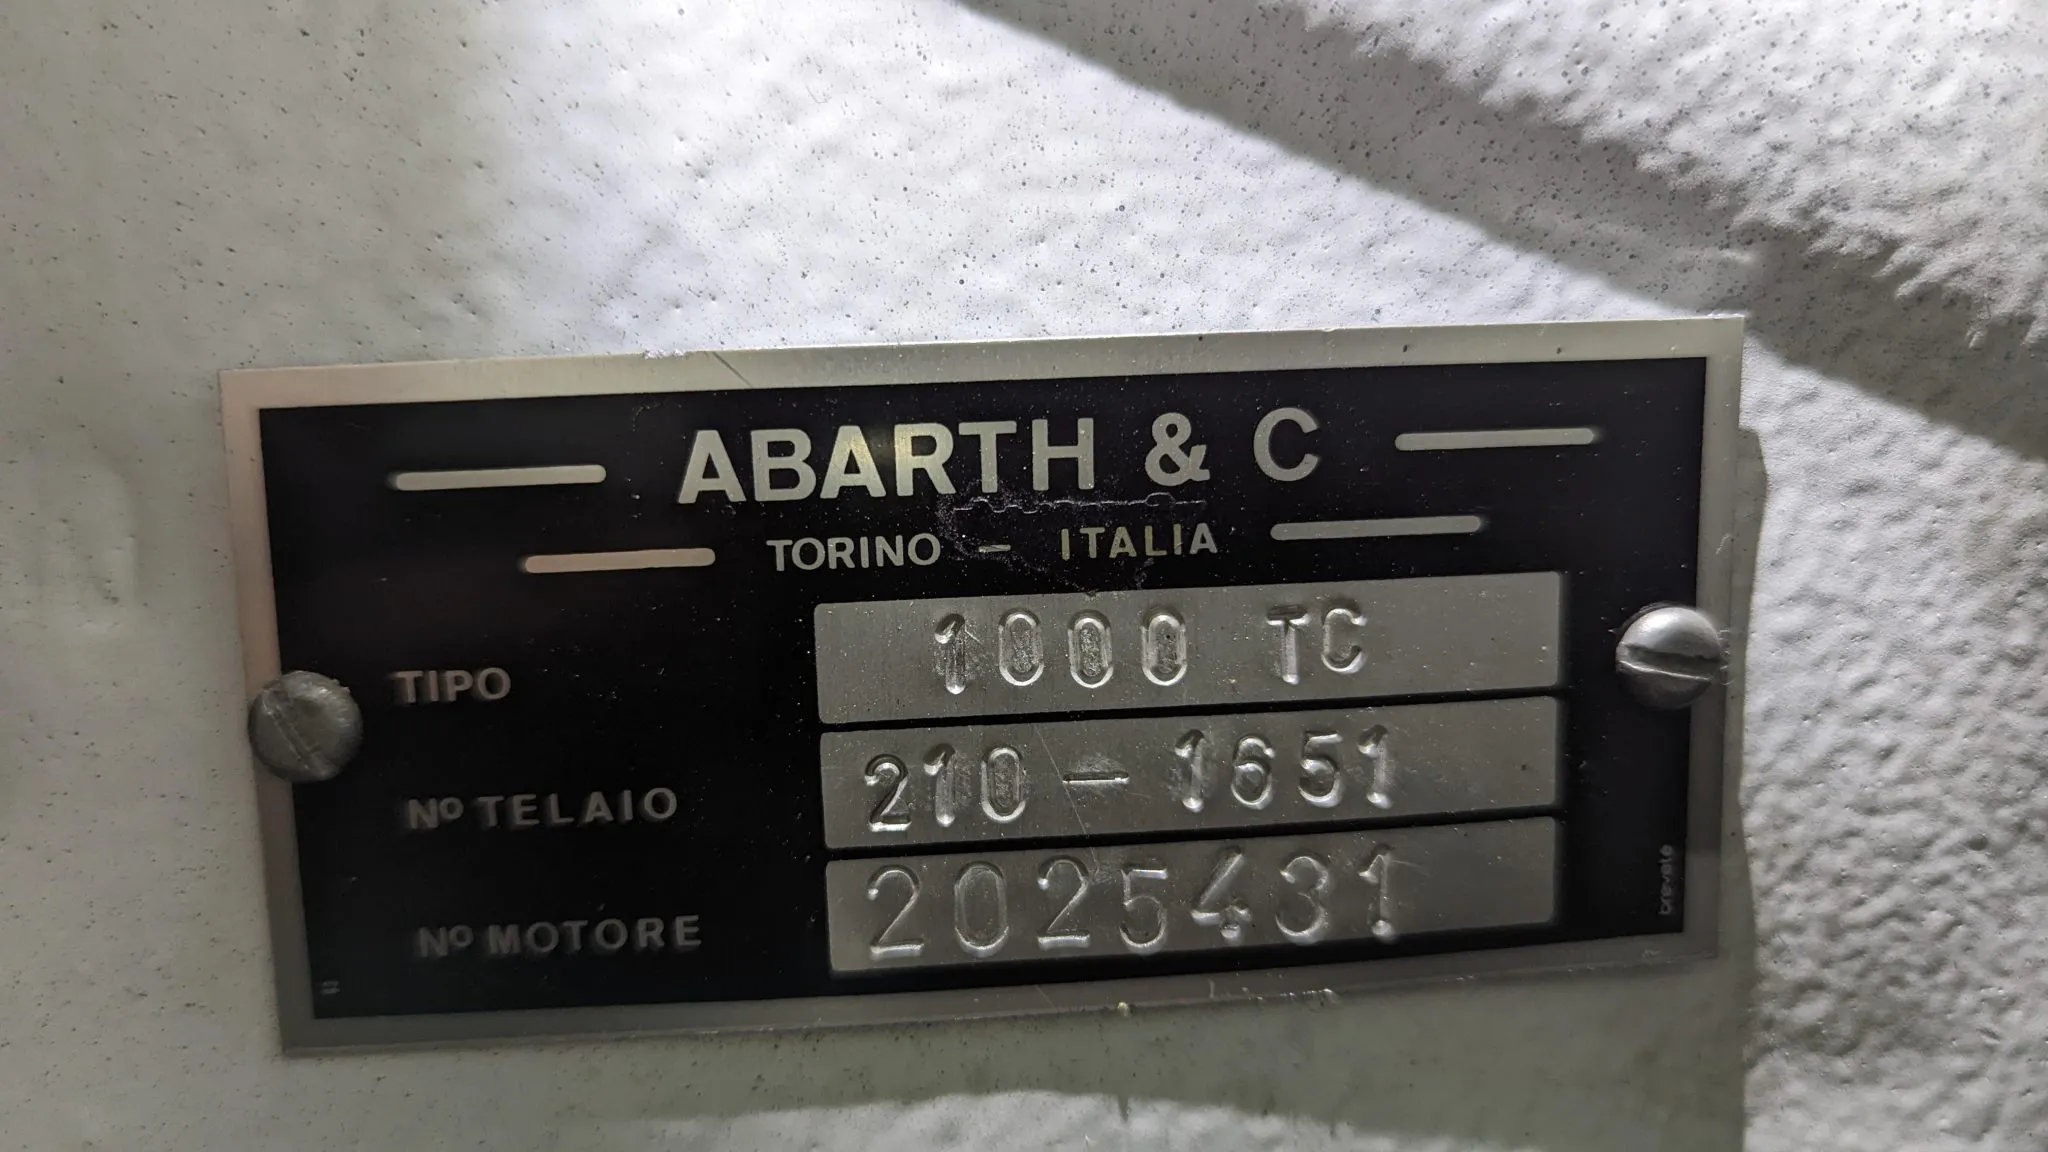 ABARTH & C
TORINO - ITALIA
TIPO 1000 TC
Nº TELAIO 210-1651
Nº MOTORE 2025431
brevete